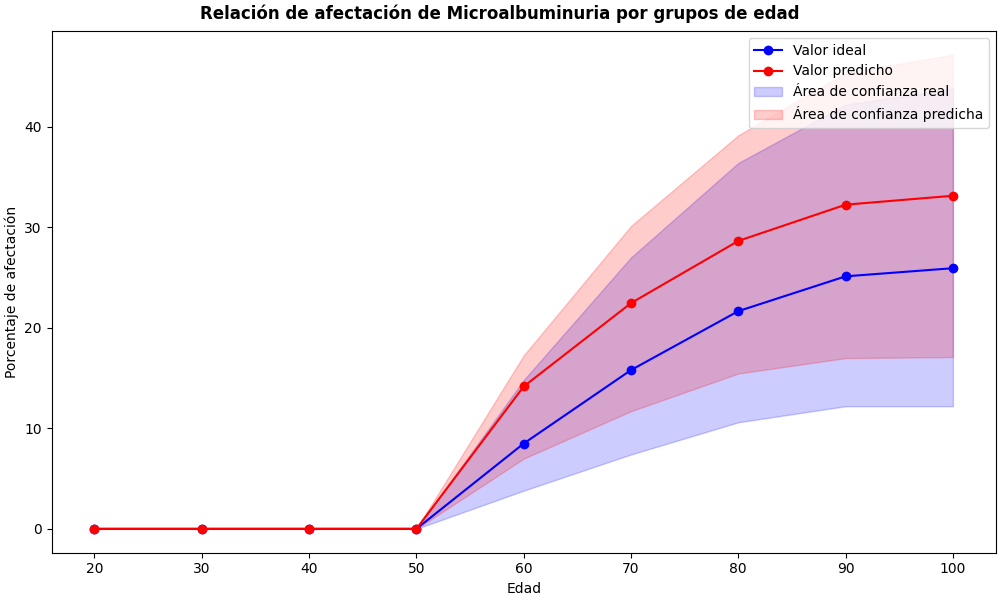 Relación de afectación de Microalbuminuria por grupos de edad
Valor ideal
Valor predicho
Área de confianza real
Área de confianza predicha
Porcentaje de afectación
40
30
20
10
0
20 30 40 50 60 70 80 90 100
Edad